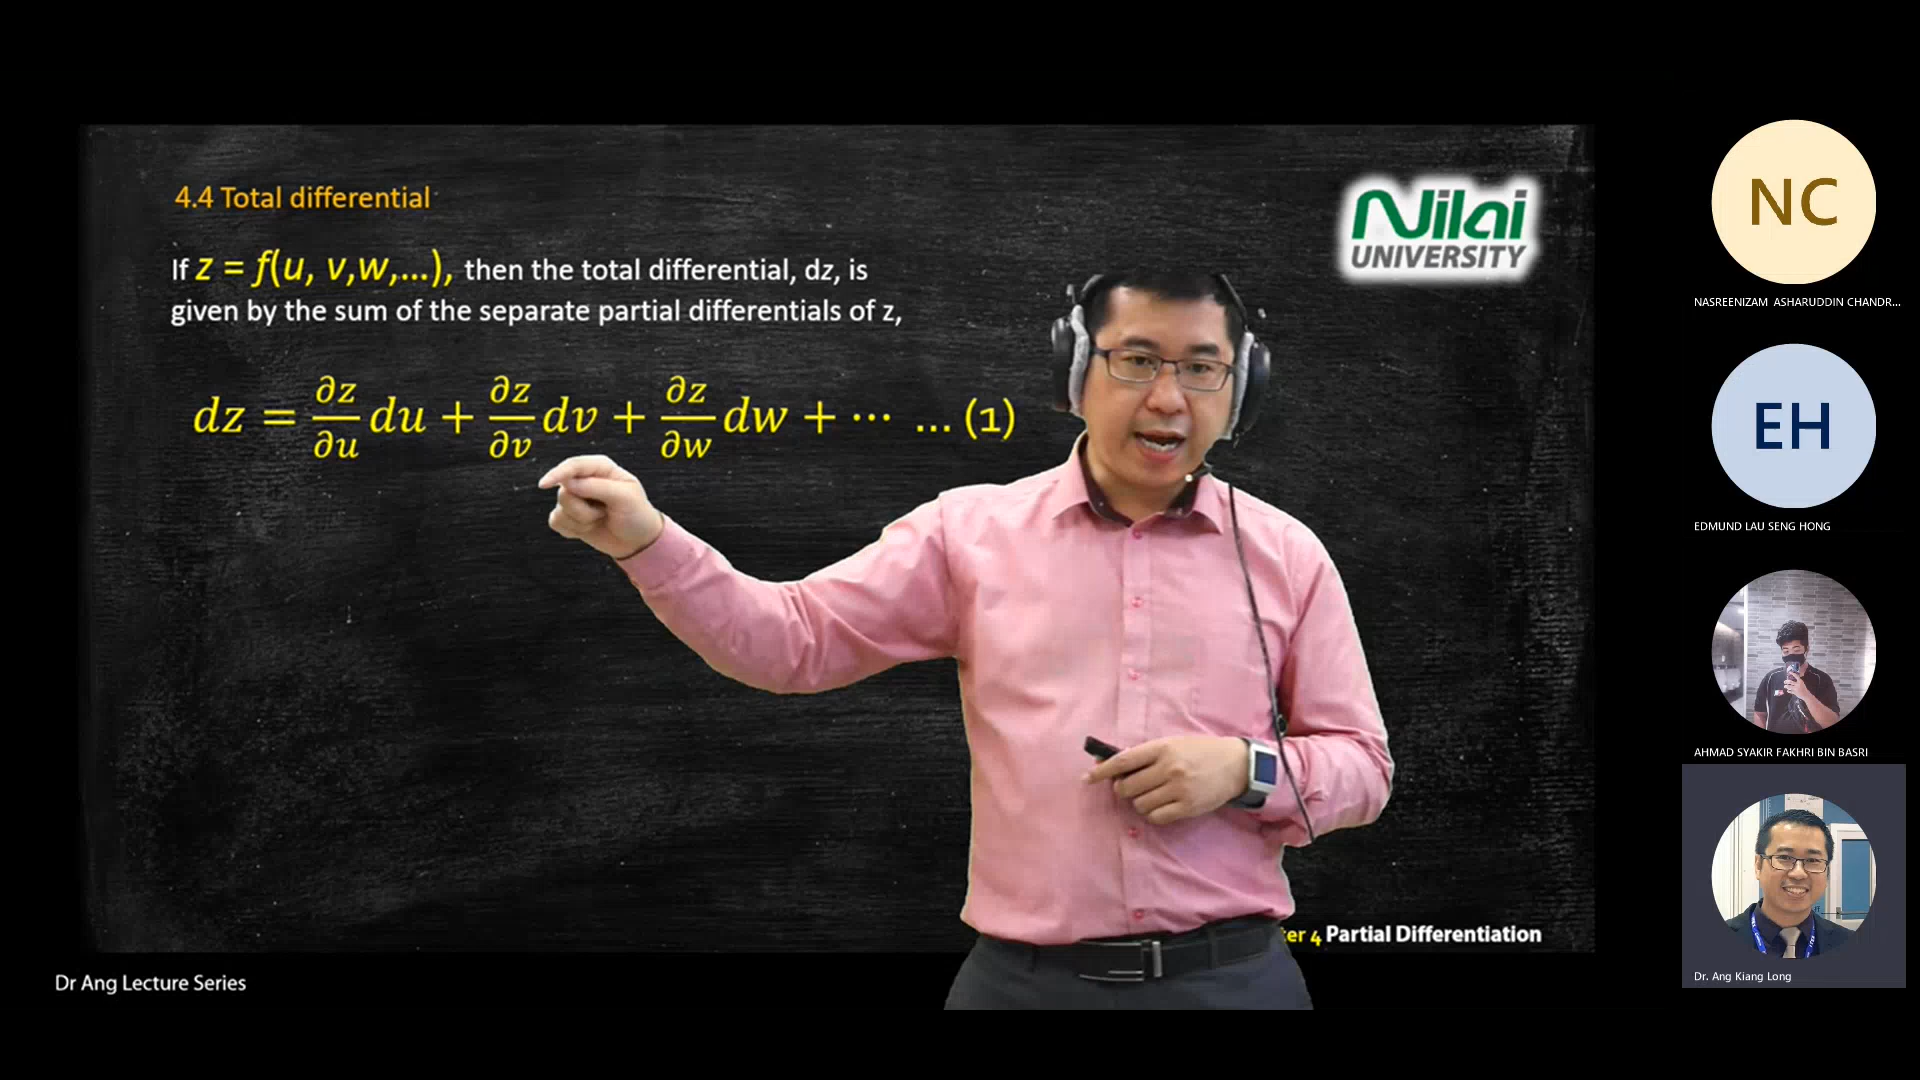 4.4 Total differential
Nilai
UNIVERSITY
If z = f(u, v,w,...), then the total differential, dz, is
given by the sum of the separate partial differentials of z,
dz = ∂z/∂u du + ∂z/∂v dv + ∂z/∂w dw + ⋯ ... (1)
ter 4 Partial Differentiation
Dr Ang Lecture Series
NC
NASREENIZAM ASHARUDDIN CHANDR...
EH
EDMUND LAU SENG HONG
AHMAD SYAKIR FAKHRI BIN BASRI
Dr. Ang Kiang Long